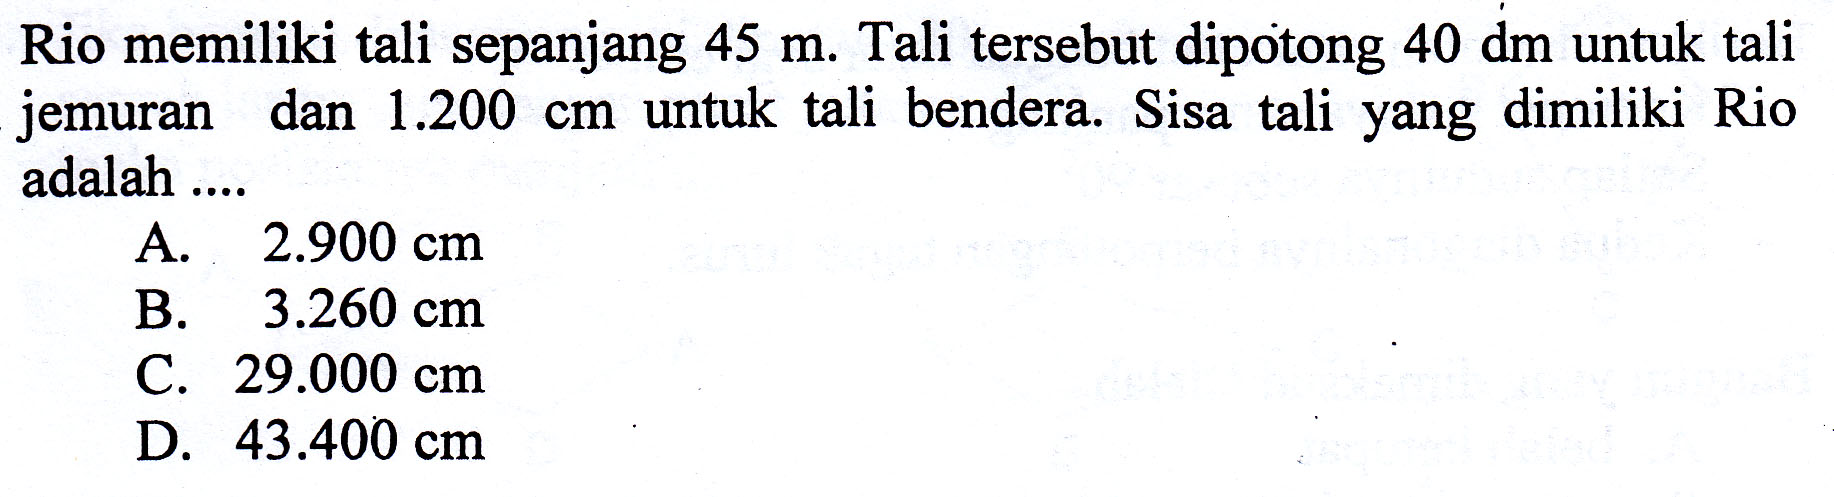 Rio memiliki tali sepanjang 45 m. Tali tersebut dipotong 40 dm untuk tali
jemuran dan 1.200 cm untuk tali bendera. Sisa tali yang dimiliki Rio
adalah ....
A. 2.900 cm
B. 3.260 cm
C. 29.000 cm
D. 43.400 cm